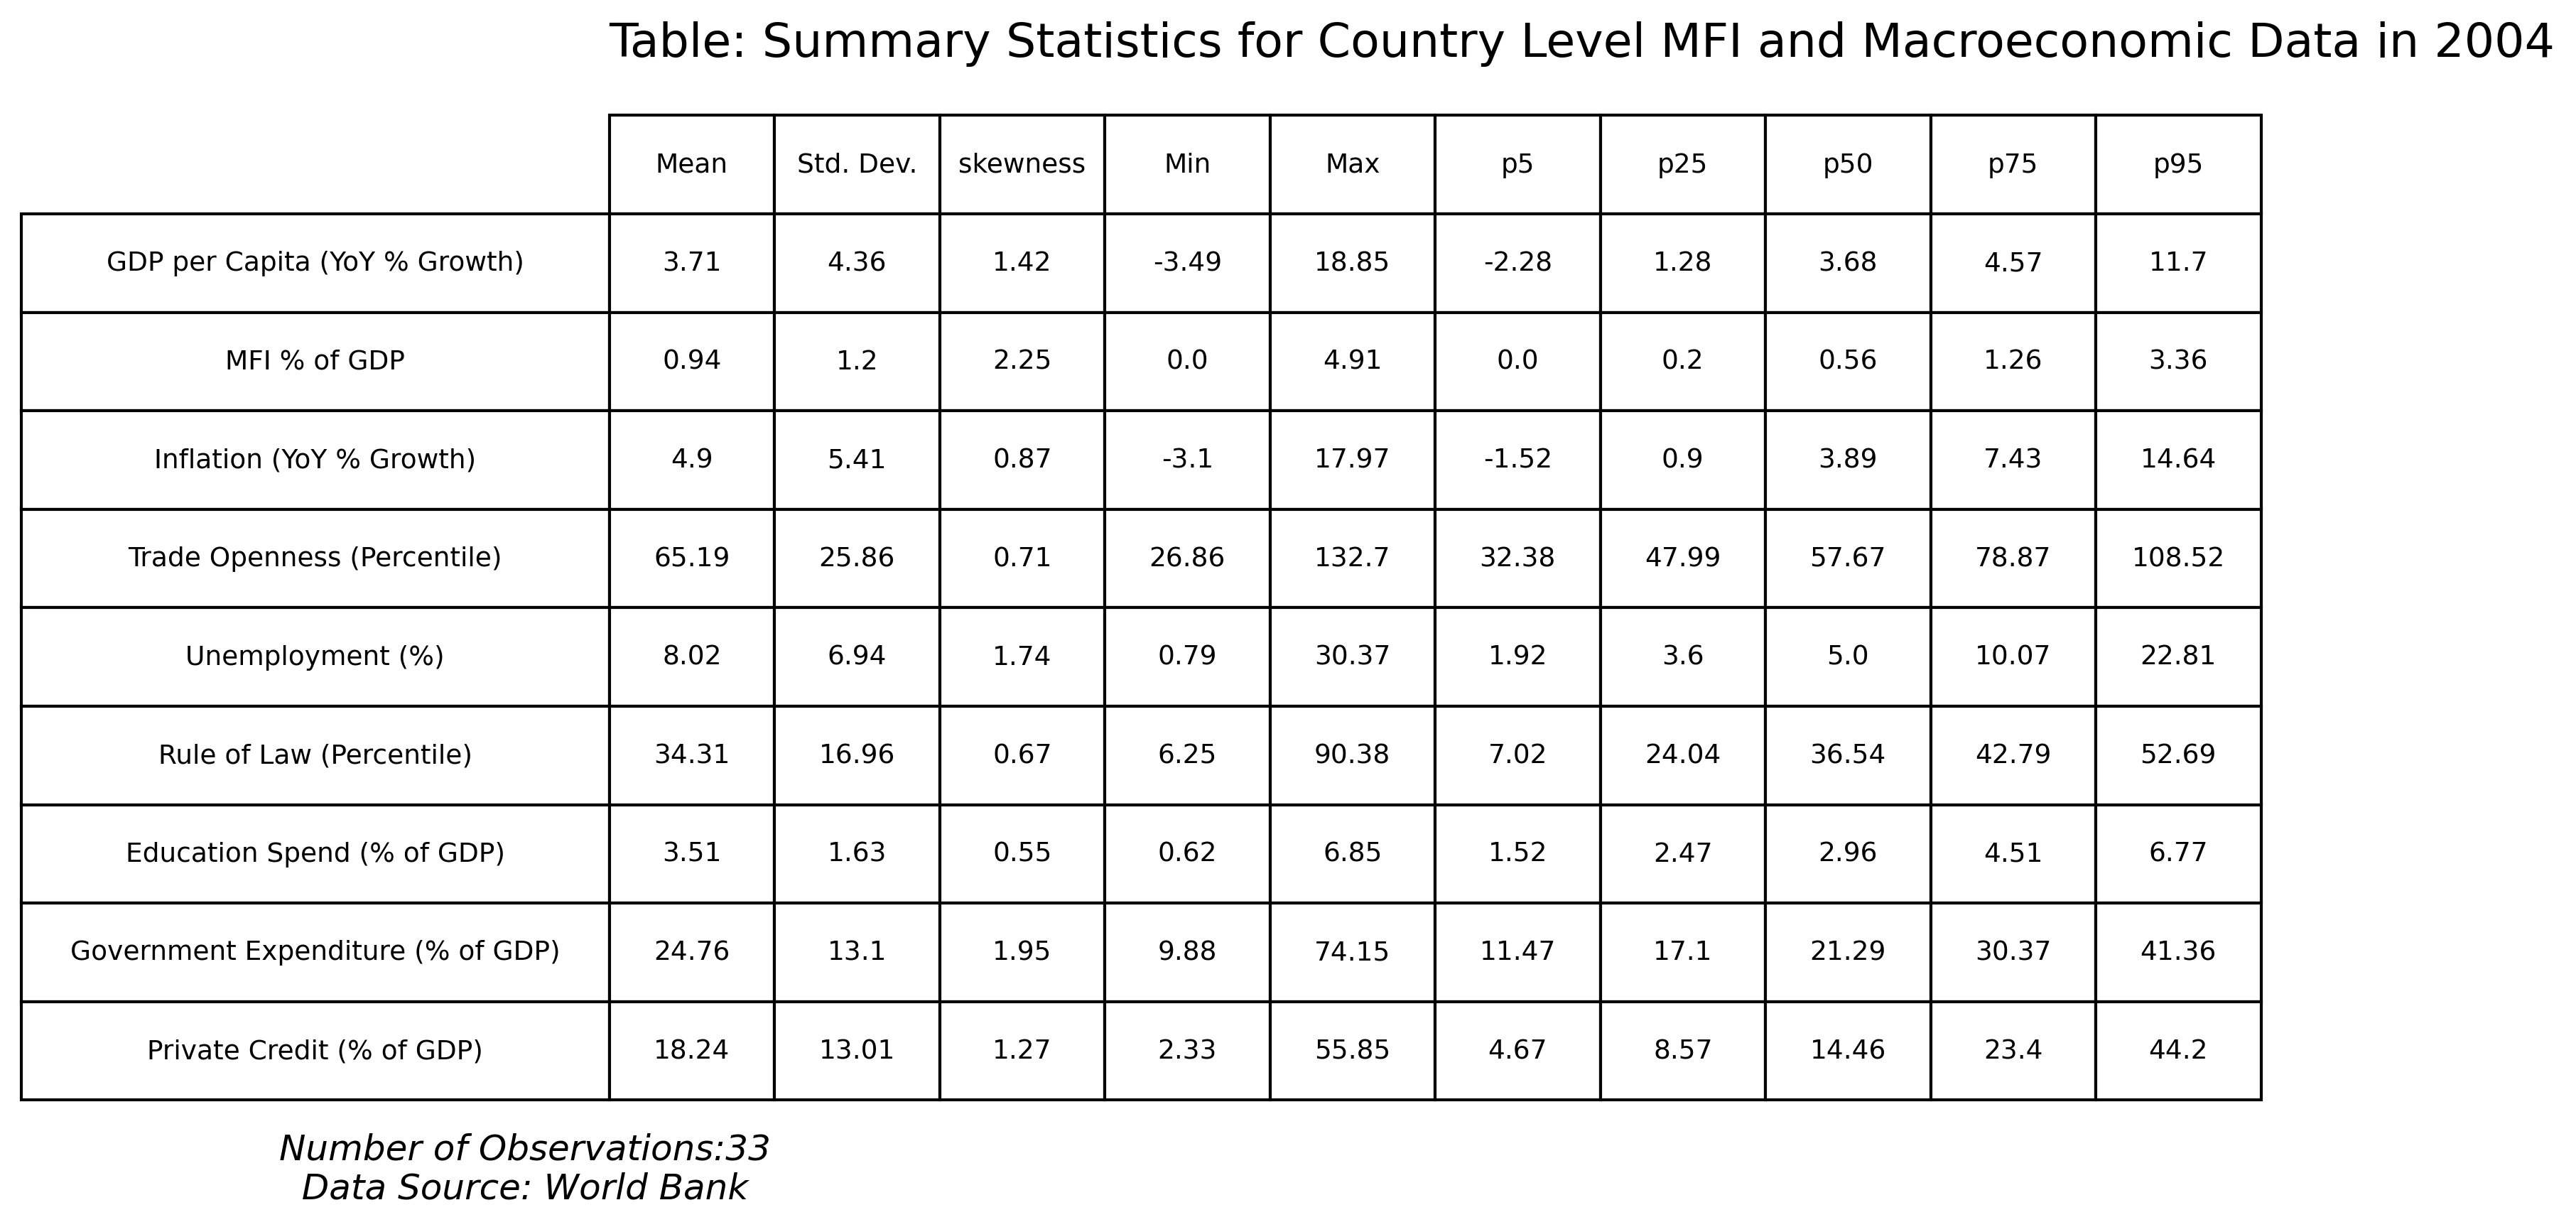 Table: Summary Statistics for Country Level MFI and Macroeconomic Data in 2004
Mean Std. Dev. skewness Min Max p5 p25 p50 p75 p95
GDP per Capita (YoY % Growth) 3.71 4.36 1.42 -3.49 18.85 -2.28 1.28 3.68 4.57 11.7
MFI % of GDP 0.94 1.2 2.25 0.0 4.91 0.0 0.2 0.56 1.26 3.36
Inflation (YoY % Growth) 4.9 5.41 0.87 -3.1 17.97 -1.52 0.9 3.89 7.43 14.64
Trade Openness (Percentile) 65.19 25.86 0.71 26.86 132.7 32.38 47.99 57.67 78.87 108.52
Unemployment (%) 8.02 6.94 1.74 0.79 30.37 1.92 3.6 5.0 10.07 22.81
Rule of Law (Percentile) 34.31 16.96 0.67 6.25 90.38 7.02 24.04 36.54 42.79 52.69
Education Spend (% of GDP) 3.51 1.63 0.55 0.62 6.85 1.52 2.47 2.96 4.51 6.77
Government Expenditure (% of GDP) 24.76 13.1 1.95 9.88 74.15 11.47 17.1 21.29 30.37 41.36
Private Credit (% of GDP) 18.24 13.01 1.27 2.33 55.85 4.67 8.57 14.46 23.4 44.2
Number of Observations:33
Data Source: World Bank